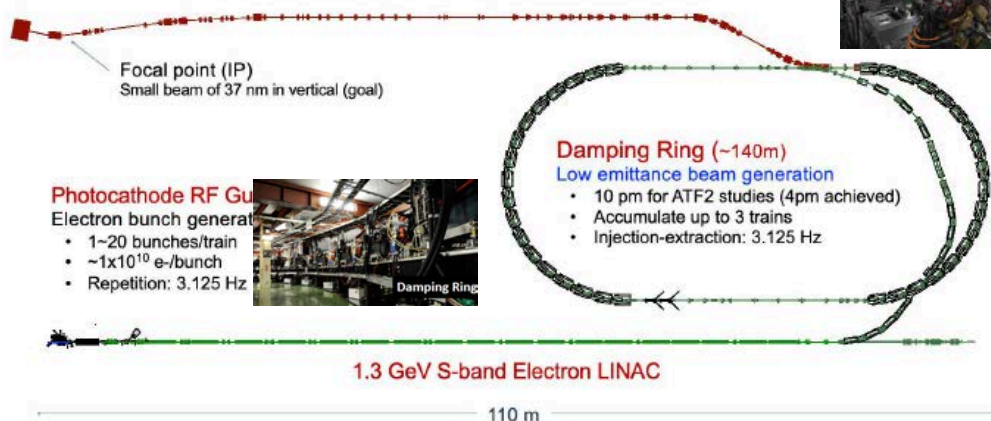 Focal point (IP)
Small beam of 37 nm in vertical (goal)
Damping Ring (~140m)
Low emittance beam generation
• 10 pm for ATF2 studies (4pm achieved)
• Accumulate up to 3 trains
• Injection-extraction: 3.125 Hz
Photocathode RF Gu
Electron bunch generat
• 1~20 bunches/train
• ~1x10¹⁰ e-/bunch
• Repetition: 3.125 Hz
Damping Ring
1.3 GeV S-band Electron LINAC
110 m